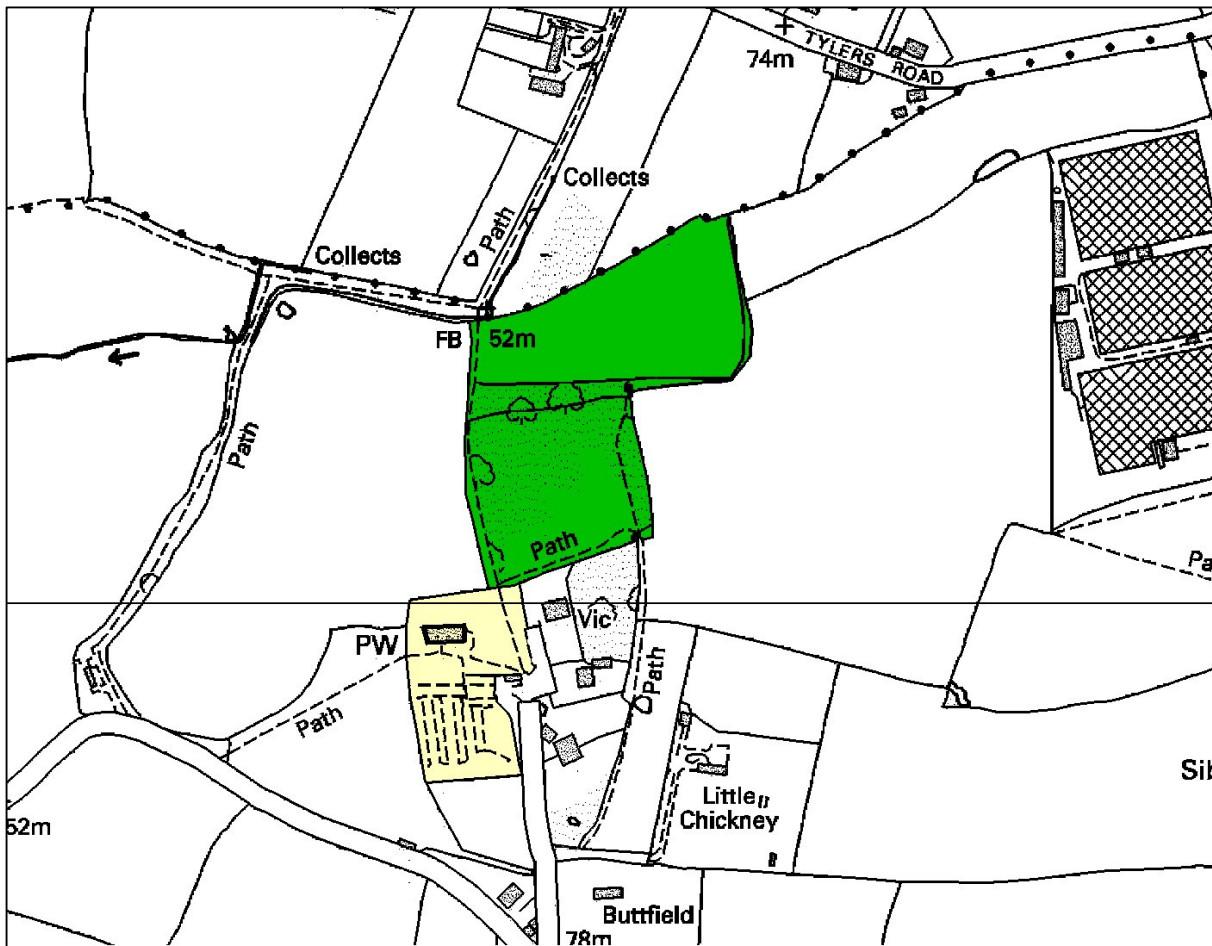 TYLERS ROAD
74m
Collects
Path
Collects
FB
52m
Path
Path
Pa
Vic
PW
Path
Path
Sib
Little
Chickney
52m
Buttfield
78m